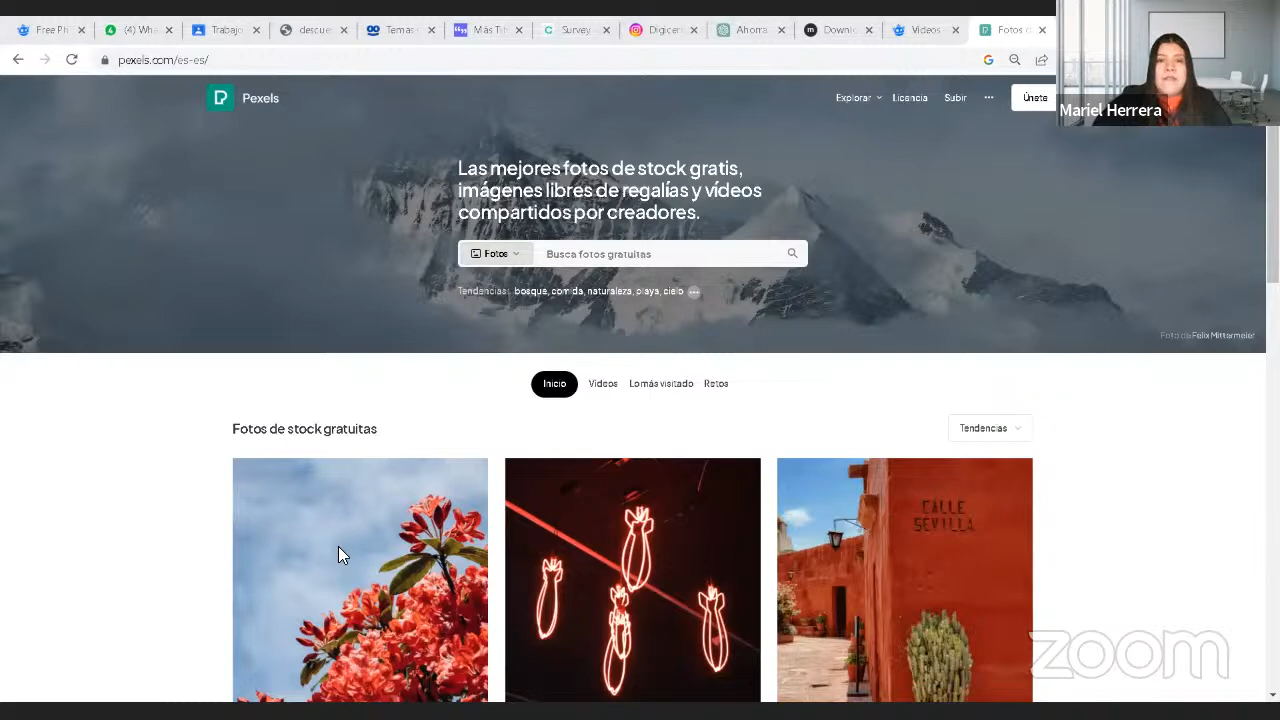 Free Pl
(4) Wha
Trabajo
descue
Temas
Más Tit
Survey
Digicer
Ahorra
Downl
Videos
Fotos d
pexels.com/es-es/
Pexels
Explorar
Licencia
Subir
Únete
Mariel Herrera
Las mejores fotos de stock gratis,
imágenes libres de regalías y vídeos
compartidos por creadores.
Fotos
Busca fotos gratuitas
Tendencias: bosque, comida, naturaleza, playa, cielo
Foto de Felix Mittermeier
Inicio
Vídeos
Lo más visitado
Retos
Fotos de stock gratuitas
Tendencias
CALLE
SEVILLA
zoom